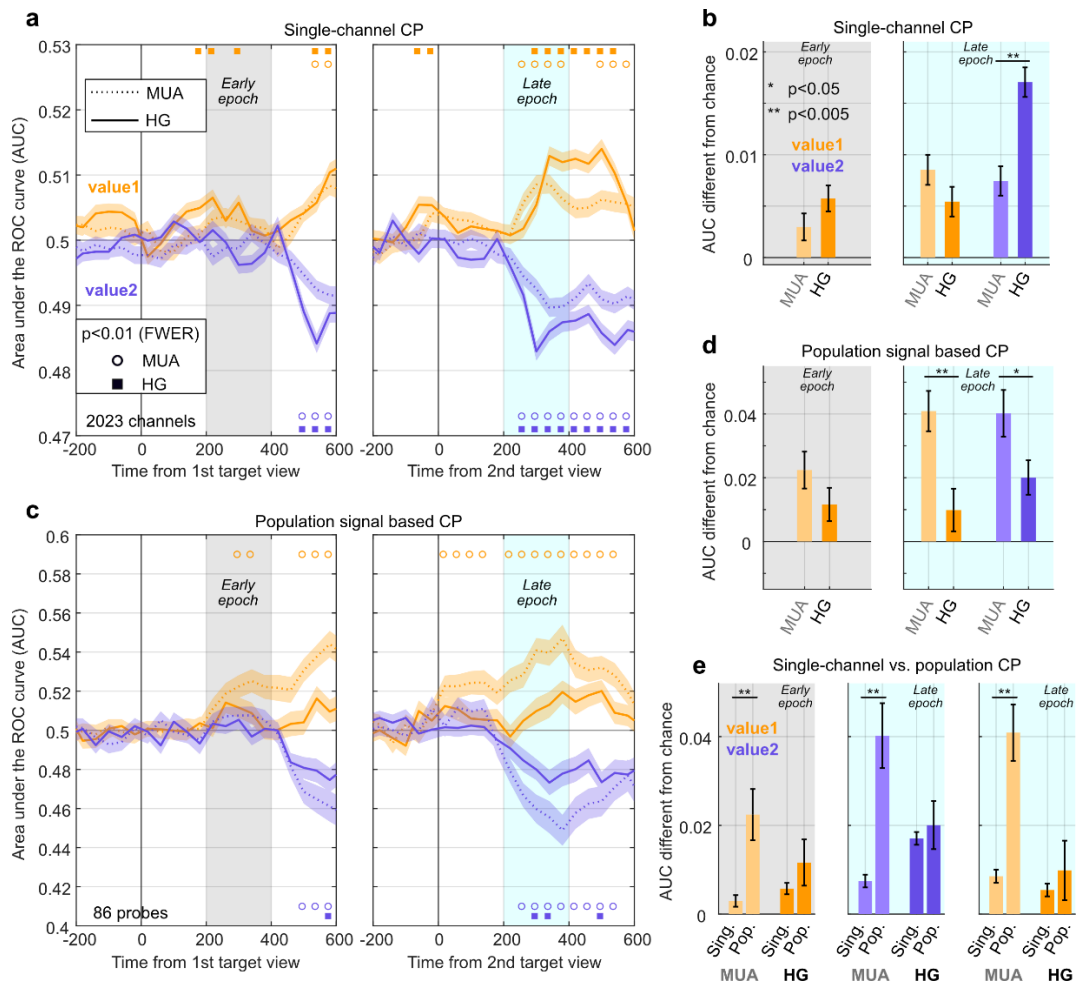 a
Single-channel CP
0.53
0.52
0.51
0.5
0.49
0.48
0.47
Area under the ROC curve (AUC)
MUA
HG
Early
epoch
Late
epoch
value1
value2
p<0.01 (FWER)
MUA
HG
2023 channels
-200 0 200 400 600
-200 0 200 400 600
Time from 1st target view
Time from 2nd target view
b
Single-channel CP
0.02
0.01
0
AUC different from chance
Early
epoch
Late
epoch
**
* p<0.05
** p<0.005
value1
value2
MUA HG
MUA HG MUA HG
c
Population signal based CP
0.6
0.58
0.56
0.54
0.52
0.5
0.48
0.46
0.44
0.42
0.4
Area under the ROC curve (AUC)
Early
epoch
Late
epoch
86 probes
-200 0 200 400 600
-200 0 200 400 600
Time from 1st target view
Time from 2nd target view
d
Population signal based CP
0.04
0.02
0
AUC different from chance
Early
epoch
** Late *
epoch
MUA HG
MUA HG MUA HG
e
Single-channel vs. population CP
0.04
0.02
0
AUC different from chance
** Early
epoch
** Late
epoch
** Late
epoch
value1
value2
Sing. Pop. Sing. Pop.
MUA HG
Sing. Pop. Sing. Pop.
MUA HG
Sing. Pop. Sing. Pop.
MUA HG